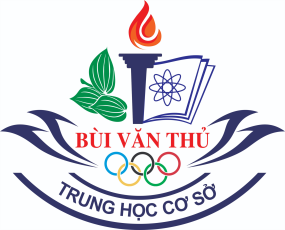 BÙI VĂN THỦ
TRUNG HỌC CƠ SỞ